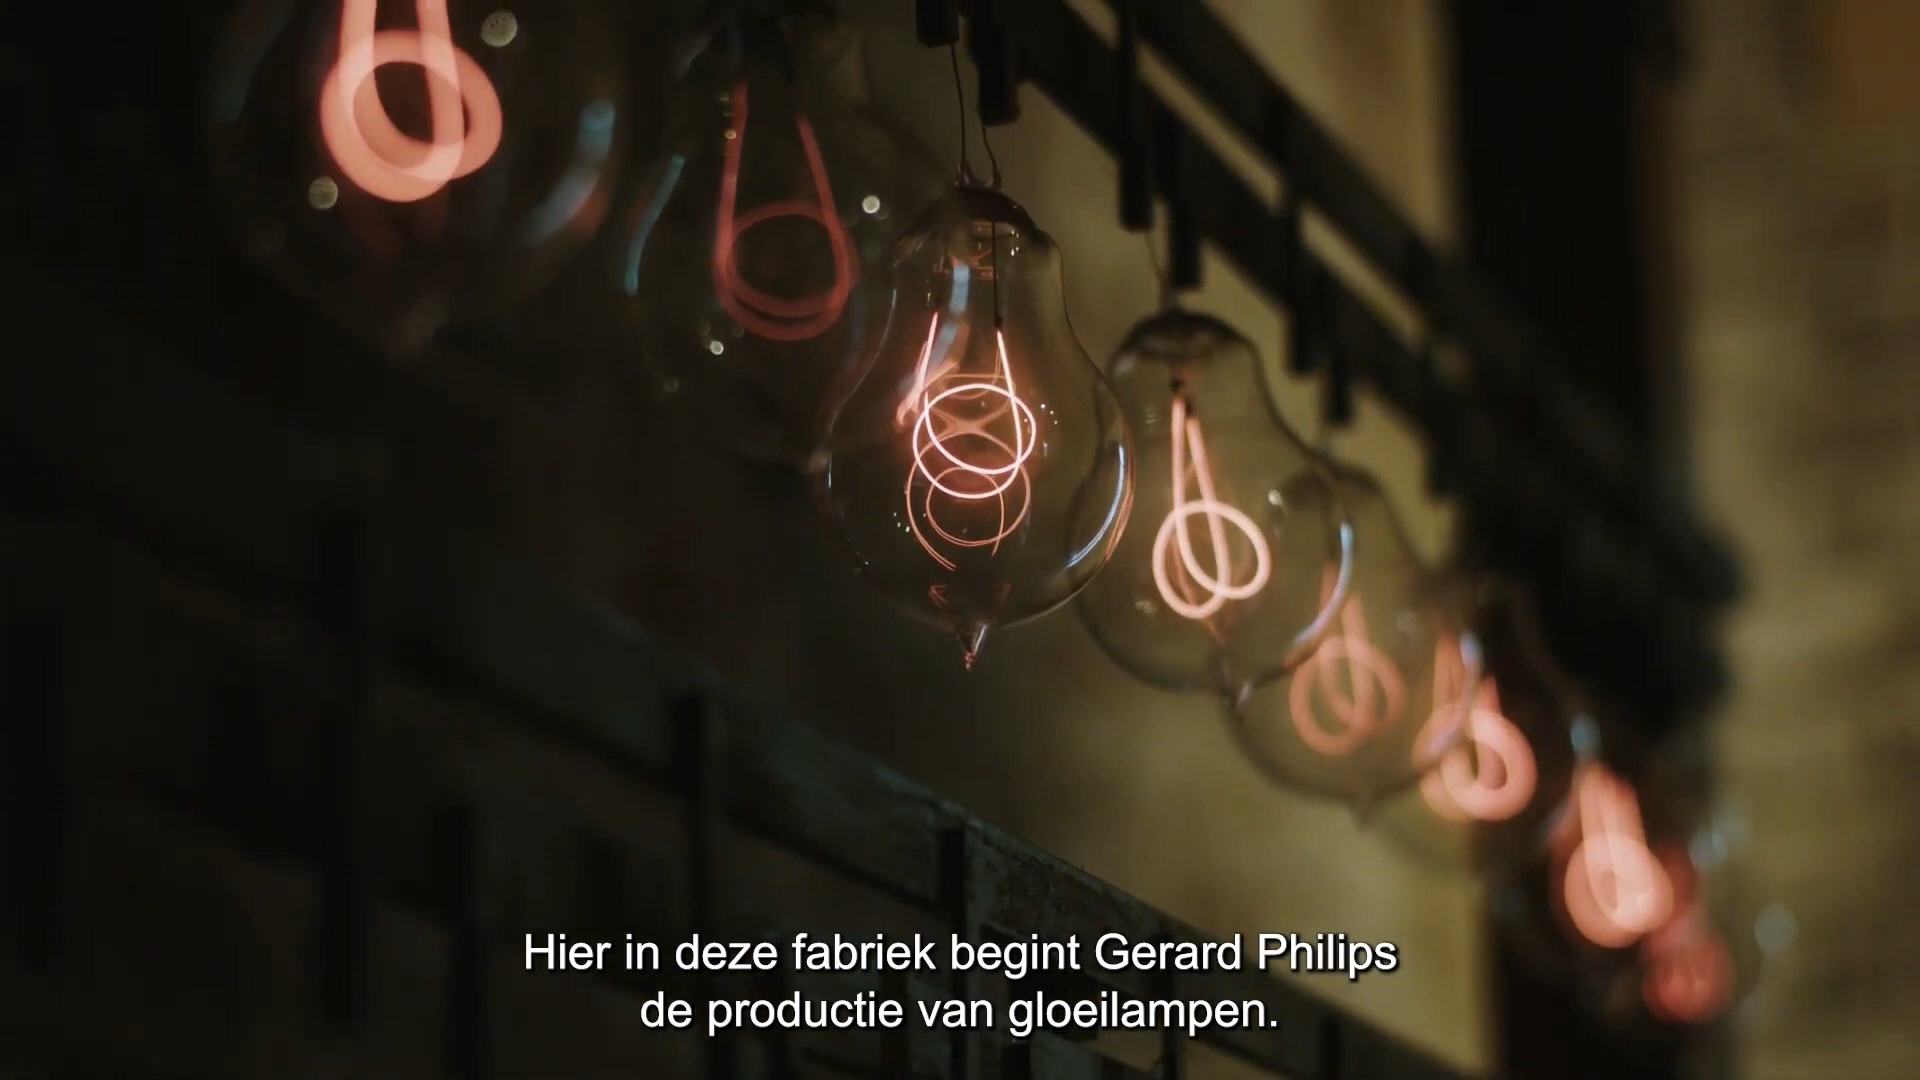 Hier in deze fabriek begint Gerard Philips
de productie van gloeilampen.